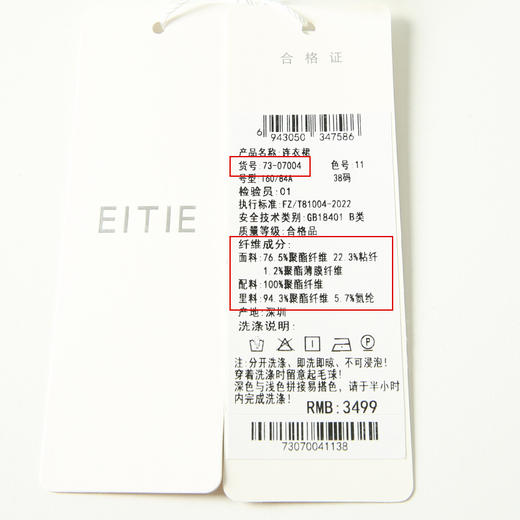 EITIE
合格证
6 943050 347586
产品名称:连衣裙
货号:73-07004 色号:11
号型:160/84A 38码
检验员:01
执行标准:FZ/T81004-2022
安全技术类别:GB18401 B类
质量等级:合格品
纤维成分:
面料:76.5%聚酯纤维 22.3%粘纤
1.2%聚酯薄膜纤维
配料:100%聚酯纤维
里料:94.3%聚酯纤维 5.7%氨纶
产地:深圳
洗涤说明:
注:分开洗涤、即洗即晾、不可浸泡!
穿着洗涤时留意起毛球!
深色与浅色拼接易搭色,请于半小时
内完成洗涤!
RMB:3499
73070041138